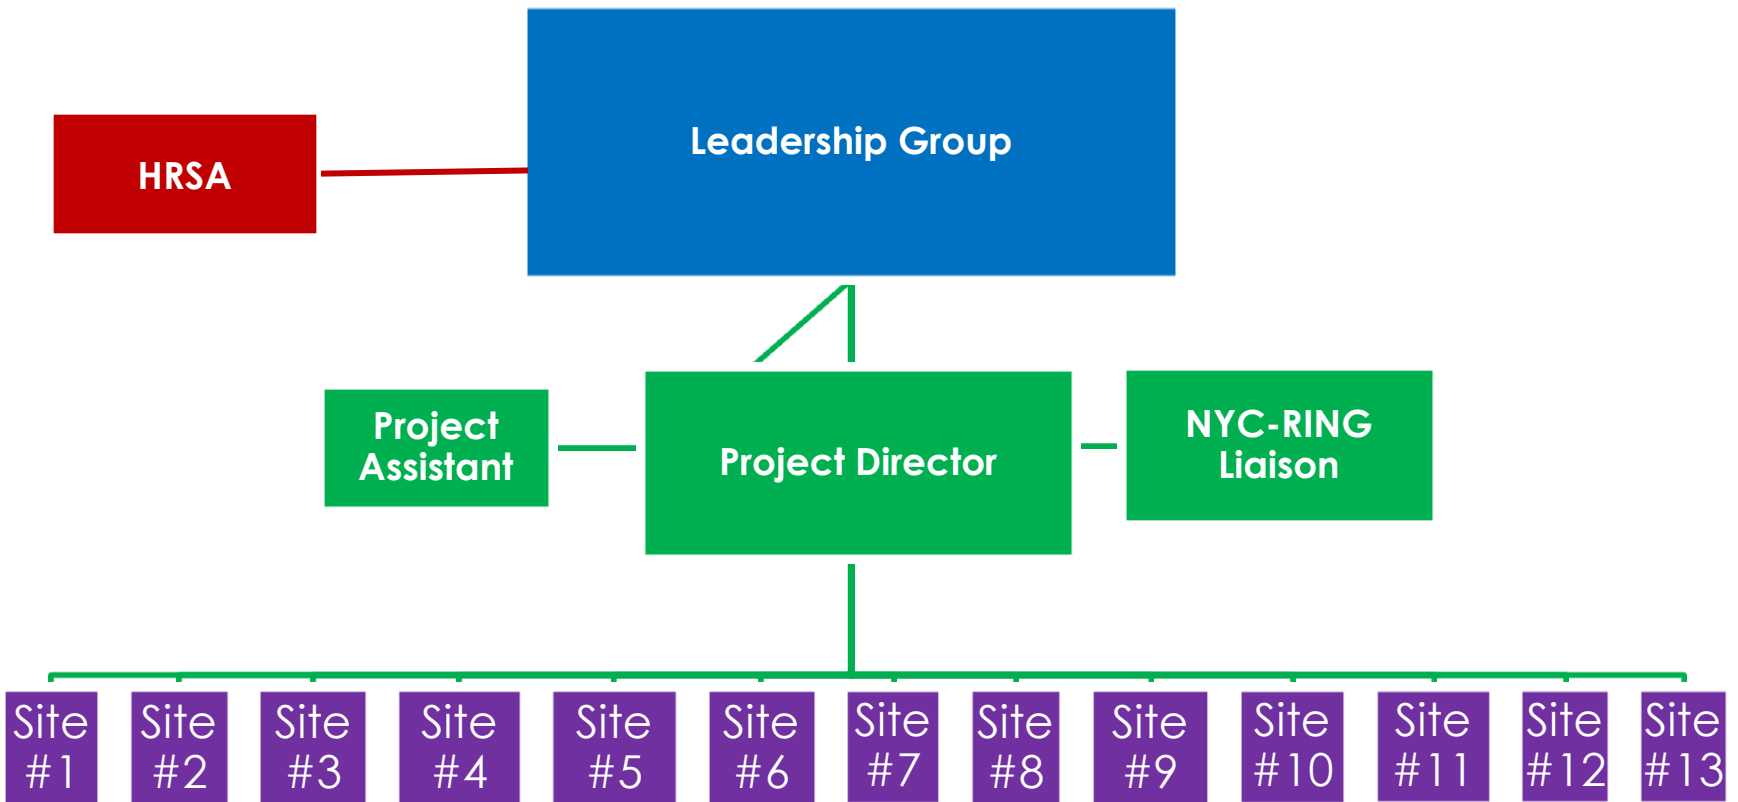 Leadership Group
HRSA
Project
Assistant
Project Director
NYC-RING
Liaison
Site
#1
Site
#2
Site
#3
Site
#4
Site
#5
Site
#6
Site
#7
Site
#8
Site
#9
Site
#10
Site
#11
Site
#12
Site
#13